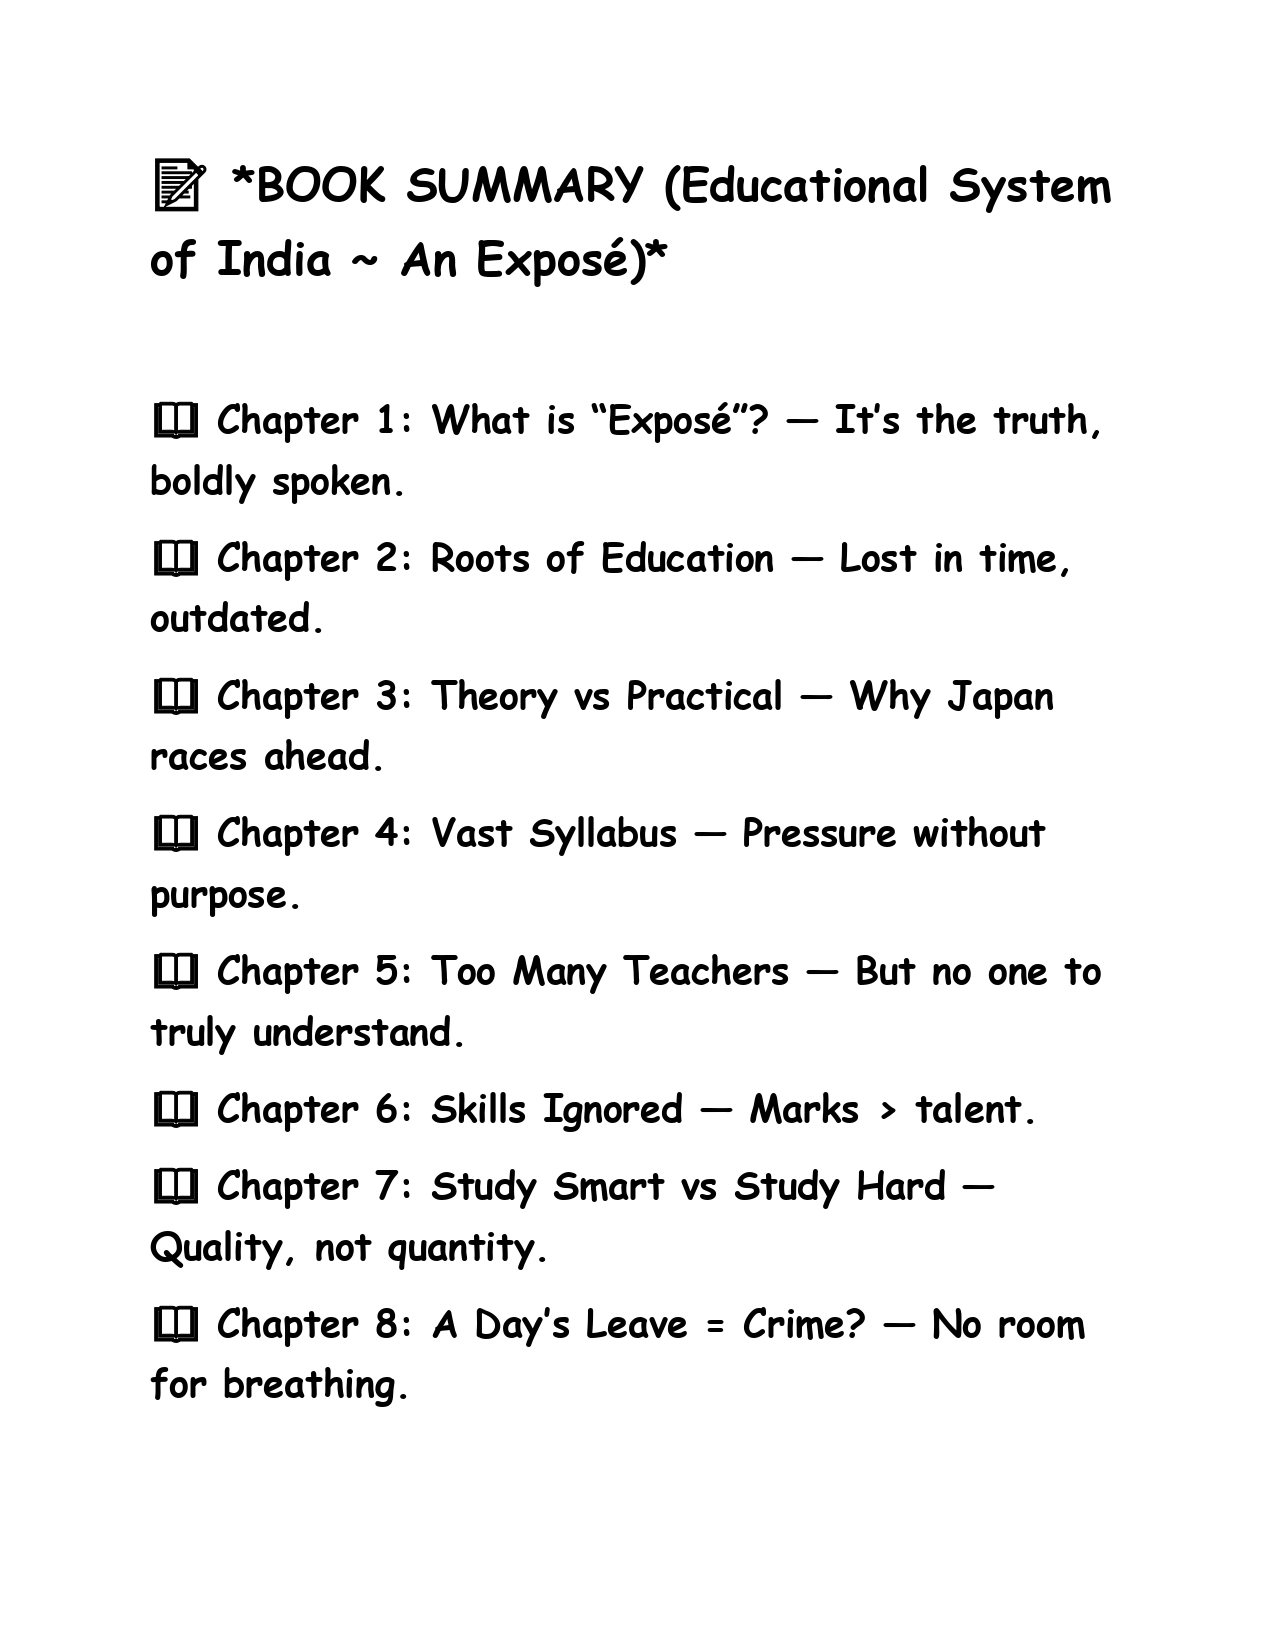 📝 *BOOK SUMMARY (Educational System
of India ~ An Exposé)*
📖 Chapter 1: What is “Exposé”? — It’s the truth,
boldly spoken.
📖 Chapter 2: Roots of Education — Lost in time,
outdated.
📖 Chapter 3: Theory vs Practical — Why Japan
races ahead.
📖 Chapter 4: Vast Syllabus — Pressure without
purpose.
📖 Chapter 5: Too Many Teachers — But no one to
truly understand.
📖 Chapter 6: Skills Ignored — Marks > talent.
📖 Chapter 7: Study Smart vs Study Hard —
Quality, not quantity.
📖 Chapter 8: A Day’s Leave = Crime? — No room
for breathing.